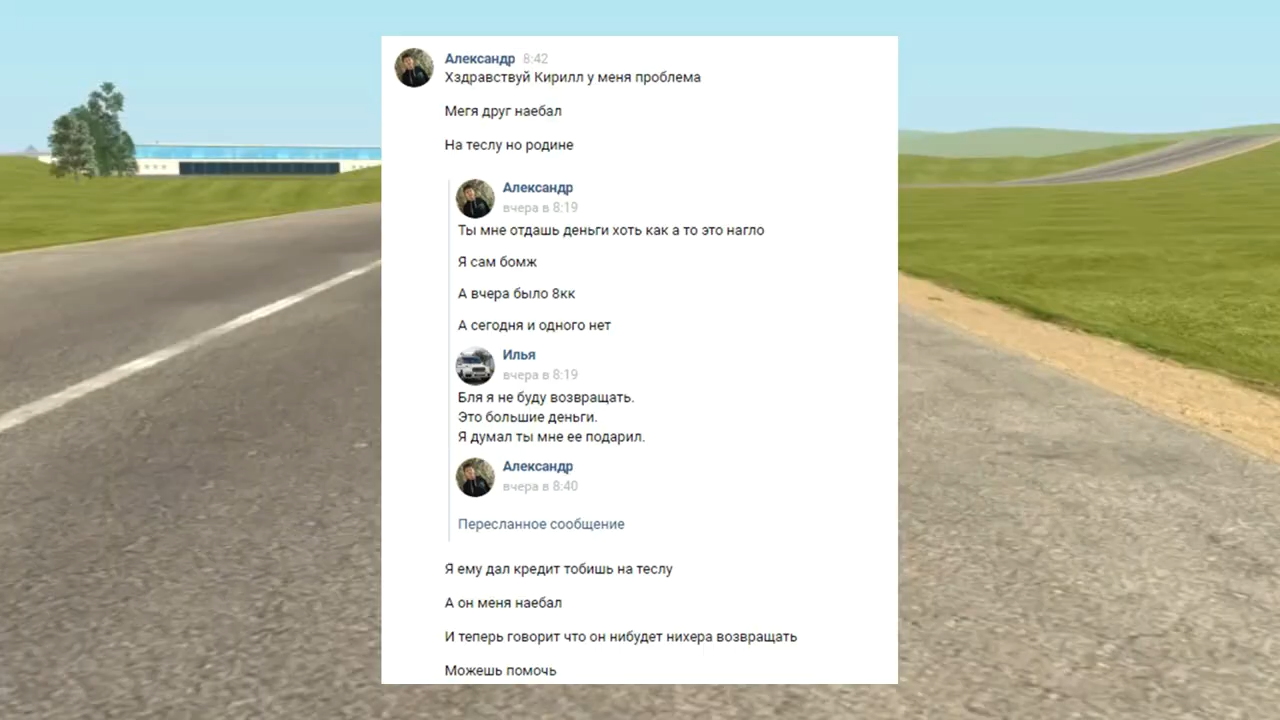 Александр 8:42
Хздравствуй Кирилл у меня проблема
Мегя друг наебал
На теслу но родине
Александр
вчера в 8:19
Ты мне отдашь деньги хоть как а то это нагло
Я сам бомж
А вчера было 8кк
А сегодня и одного нет
Илья
вчера в 8:19
Бля я не буду возвращать.
Это большие деньги.
Я думал ты мне ее подарил.
Александр
вчера в 8:40
Пересланное сообщение
Я ему дал кредит тобишь на теслу
А он меня наебал
И теперь говорит что он нибудет нихера возвращать
Можешь помочь